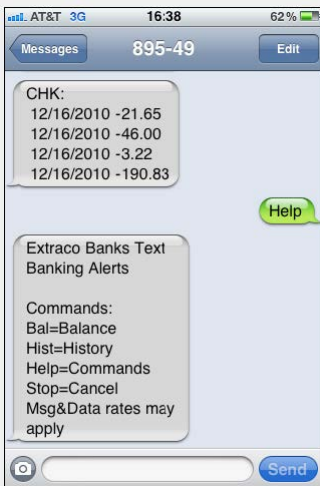 AT&T 3G 16:38 62%
Messages 895-49 Edit
CHK:
12/16/2010 -21.65
12/16/2010 -46.00
12/16/2010 -3.22
12/16/2010 -190.83
Help
Extraco Banks Text
Banking Alerts
Commands:
Bal=Balance
Hist=History
Help=Commands
Stop=Cancel
Msg&Data rates may
apply
Send